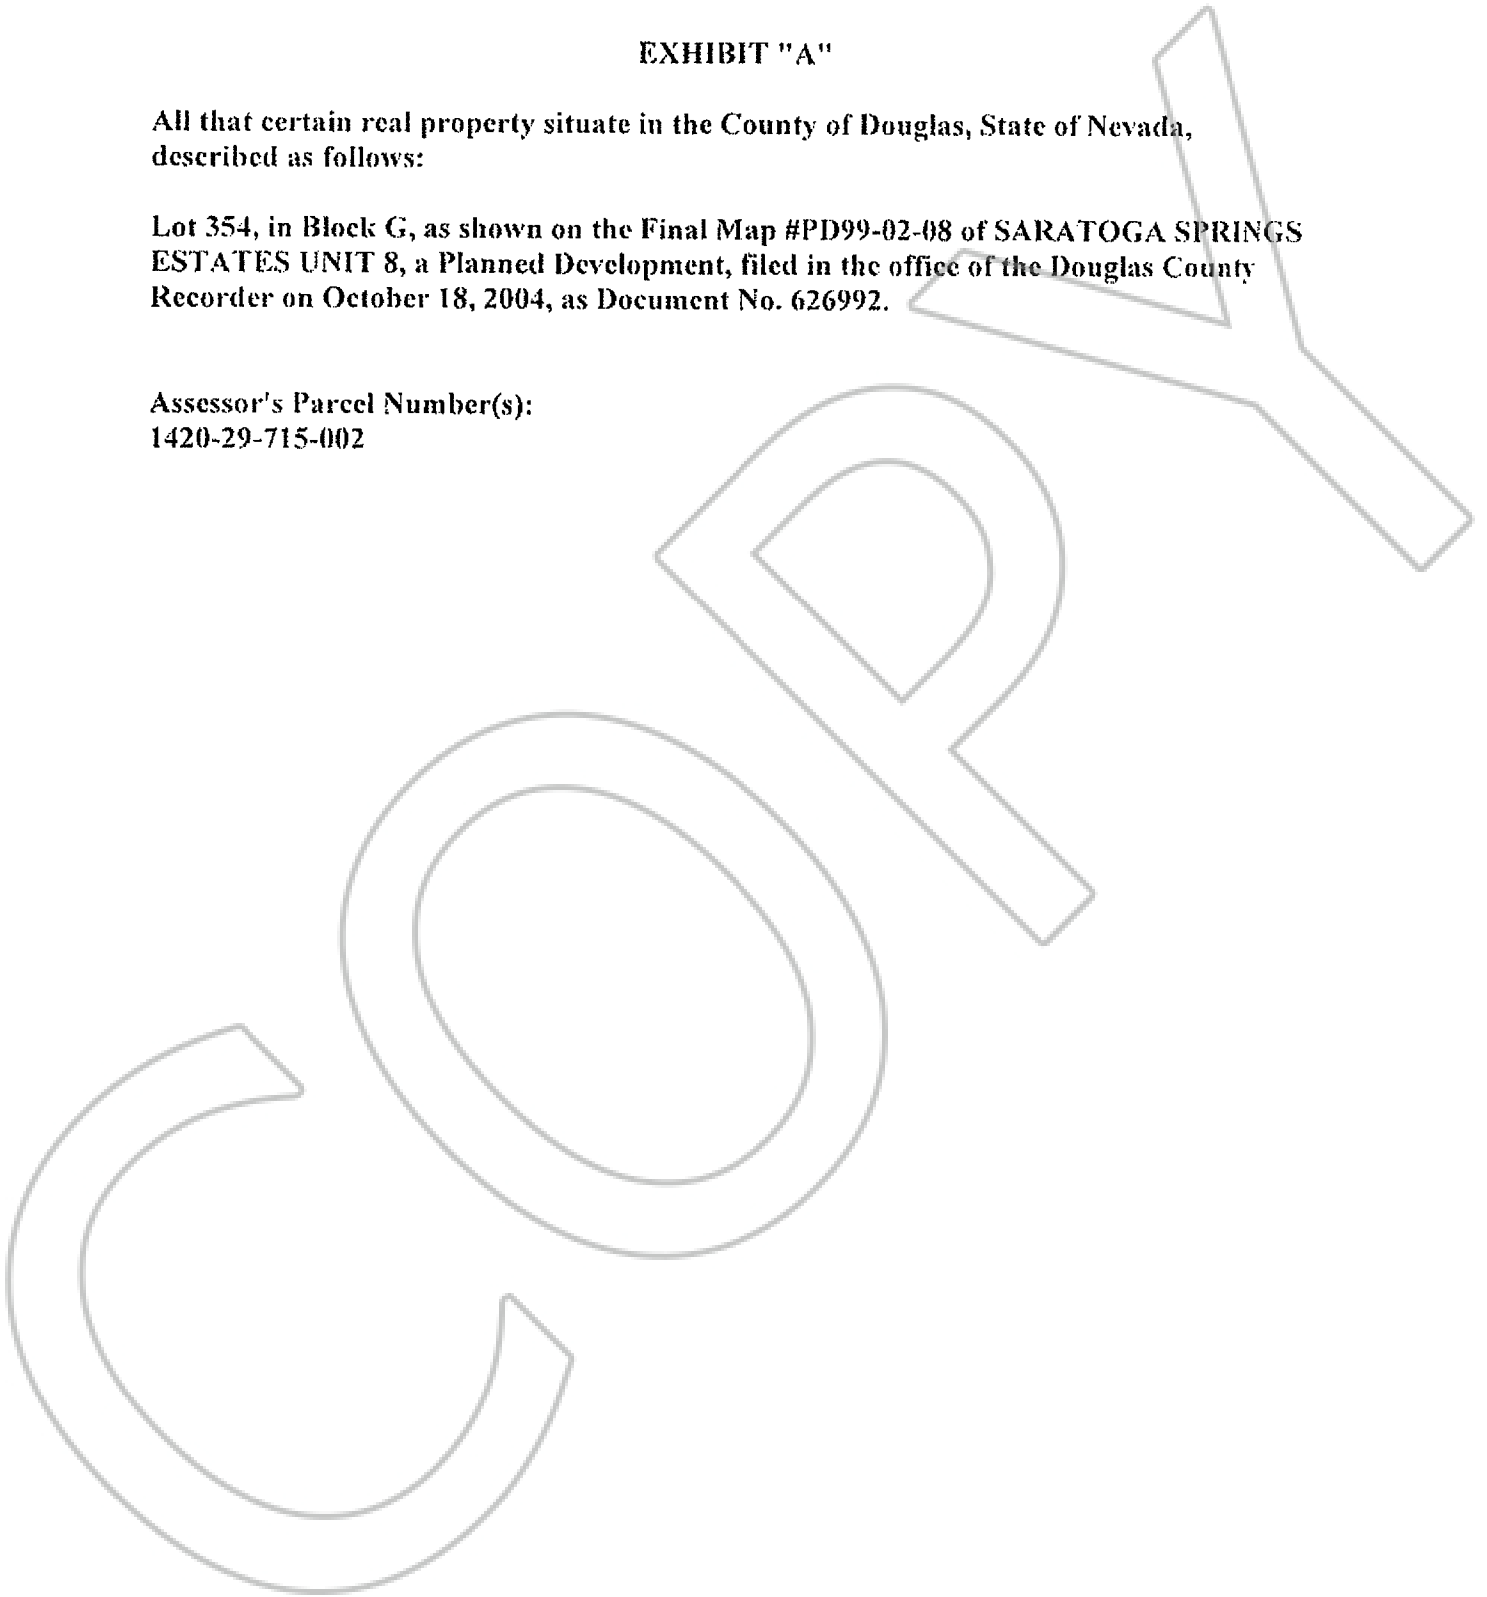 EXHIBIT "A"
All that certain real property situate in the County of Douglas, State of Nevada,
described as follows:
Lot 354, in Block G, as shown on the Final Map #PD99-02-08 of SARATOGA SPRINGS
ESTATES UNIT 8, a Planned Development, filed in the office of the Douglas County
Recorder on October 18, 2004, as Document No. 626992.
Assessor's Parcel Number(s):
1420-29-715-002
COPY